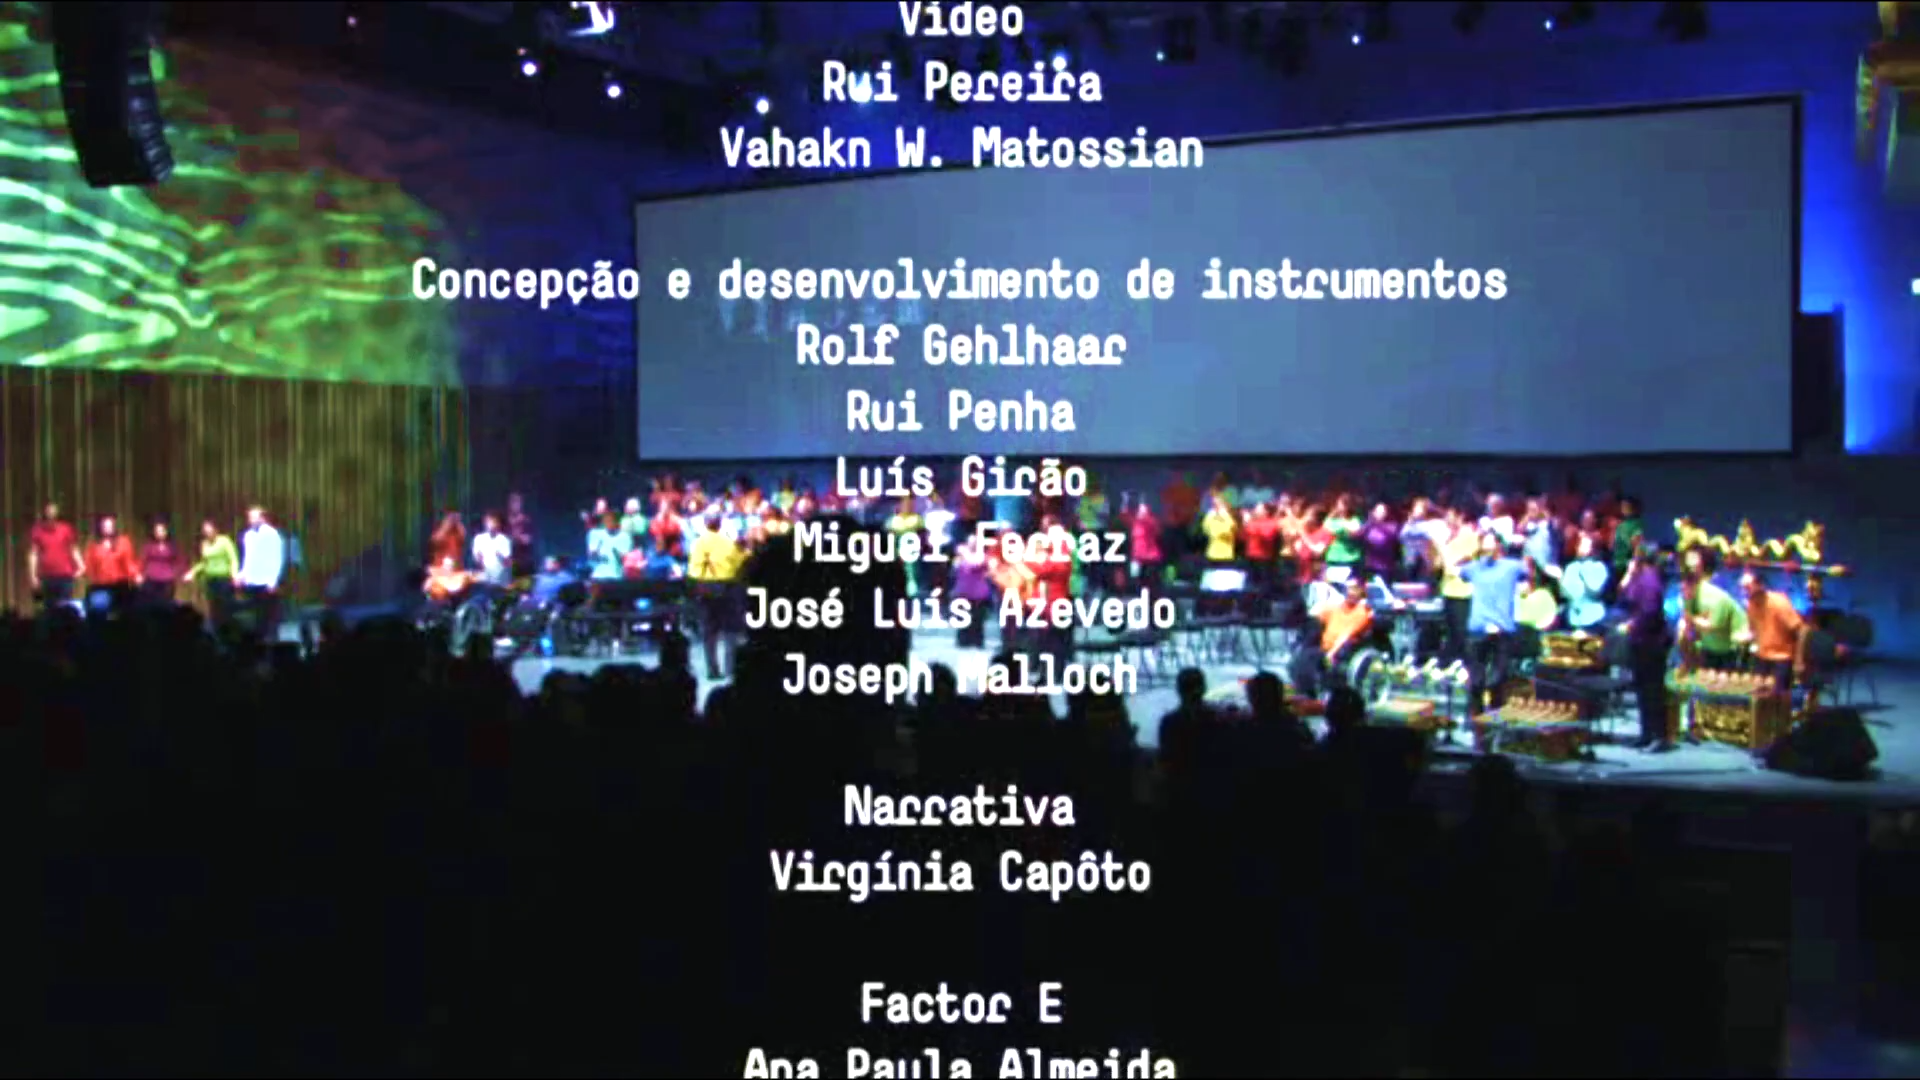 Vídeo
Rui Pereira
Vahakn W. Matossian
Concepção e desenvolvimento de instrumentos
Rolf Gehlhaar
Rui Penha
Luís Girão
Miguel Ferraz
José Luís Azevedo
Joseph Malloch
Narrativa
Virgínia Capôto
Factor E
Ana Paula Almeida